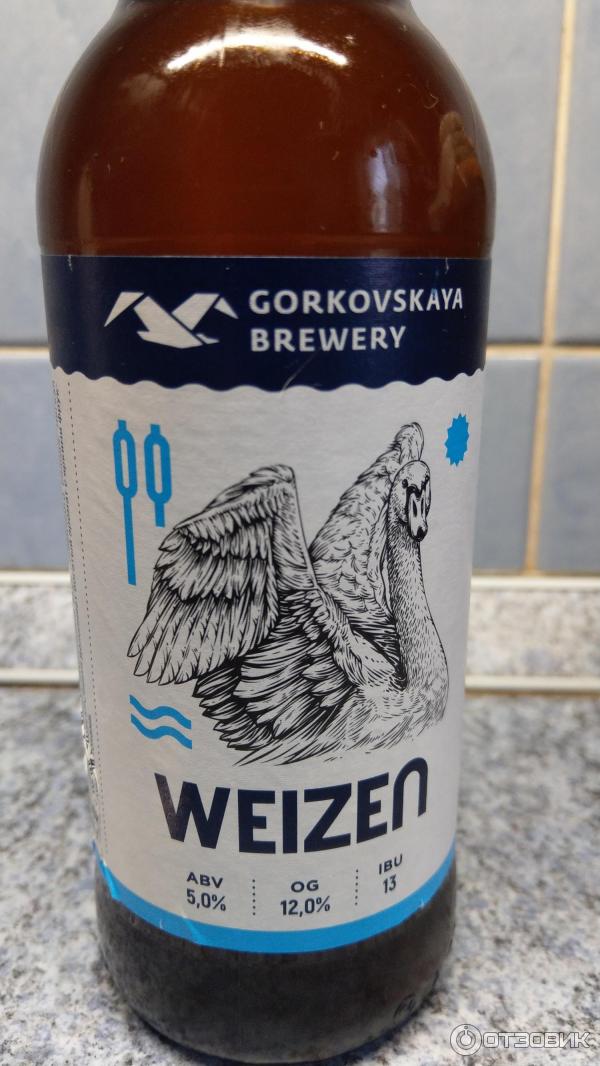 GORKOVSKAYA
BREWERY
WEIZEN
ABV
5,0%
OG
12,0%
IBU
13
ОТЗОВИК